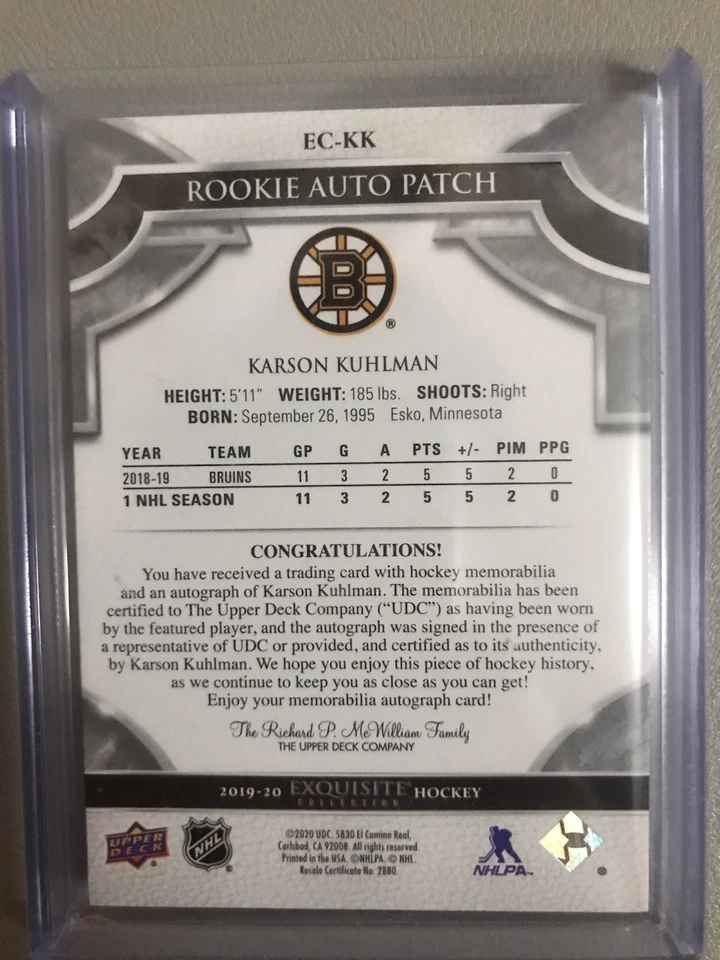 EC-KK
ROOKIE AUTO PATCH
B
®
KARSON KUHLMAN
HEIGHT: 5'11" WEIGHT: 185 lbs. SHOOTS: Right
BORN: September 26, 1995 Esko, Minnesota
YEAR TEAM GP G A PTS +/- PIM PPG
2018-19 BRUINS 11 3 2 5 5 2 0
1 NHL SEASON 11 3 2 5 5 2 0
CONGRATULATIONS!
You have received a trading card with hockey memorabilia
and an autograph of Karson Kuhlman. The memorabilia has been
certified to The Upper Deck Company ("UDC") as having been worn
by the featured player, and the autograph was signed in the presence of
a representative of UDC or provided, and certified as to its authenticity,
by Karson Kuhlman. We hope you enjoy this piece of hockey history,
as we continue to keep you as close as you can get!
Enjoy your memorabilia autograph card!
The Richard P. McWilliam Family
THE UPPER DECK COMPANY
2019-20 EXQUISITE COLLECTION HOCKEY
UPPER DECK ®
NHL ®
©2020 UDC. 5830 El Camino Real,
Carlsbad, CA 92008. All rights reserved.
Printed in the USA. ©NHLPA. © NHL.
Resale Certificate No. 2880.
NHLPA™
®